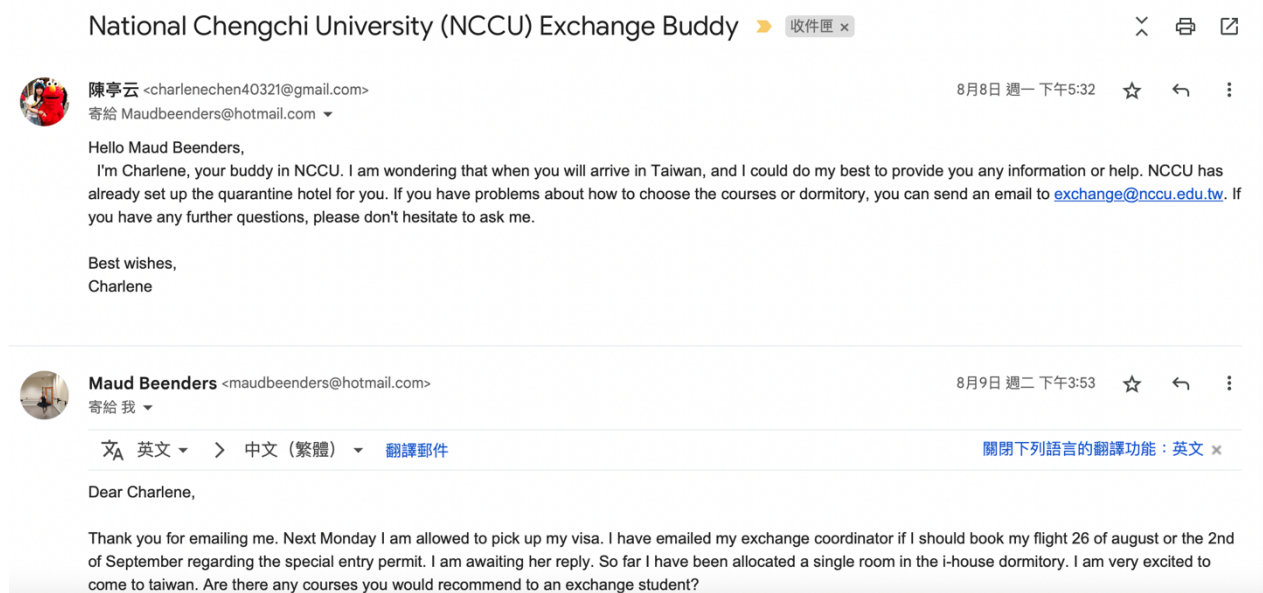 National Chengchi University (NCCU) Exchange Buddy 收件匣 ×
陳亭云 <charlenechen40321@gmail.com> 8月8日 週一 下午5:32
寄給 Maudbeenders@hotmail.com
Hello Maud Beenders,
I'm Charlene, your buddy in NCCU. I am wondering that when you will arrive in Taiwan, and I could do my best to provide you any information or help. NCCU has
already set up the quarantine hotel for you. If you have problems about how to choose the courses or dormitory, you can send an email to exchange@nccu.edu.tw. If
you have any further questions, please don't hesitate to ask me.
Best wishes,
Charlene
Maud Beenders <maudbeenders@hotmail.com> 8月9日 週二 下午3:53
寄給 我
英文 > 中文（繁體） 翻譯郵件 關閉下列語言的翻譯功能：英文 ×
Dear Charlene,
Thank you for emailing me. Next Monday I am allowed to pick up my visa. I have emailed my exchange coordinator if I should book my flight 26 of august or the 2nd
of September regarding the special entry permit. I am awaiting her reply. So far I have been allocated a single room in the i-house dormitory. I am very excited to
come to taiwan. Are there any courses you would recommend to an exchange student?